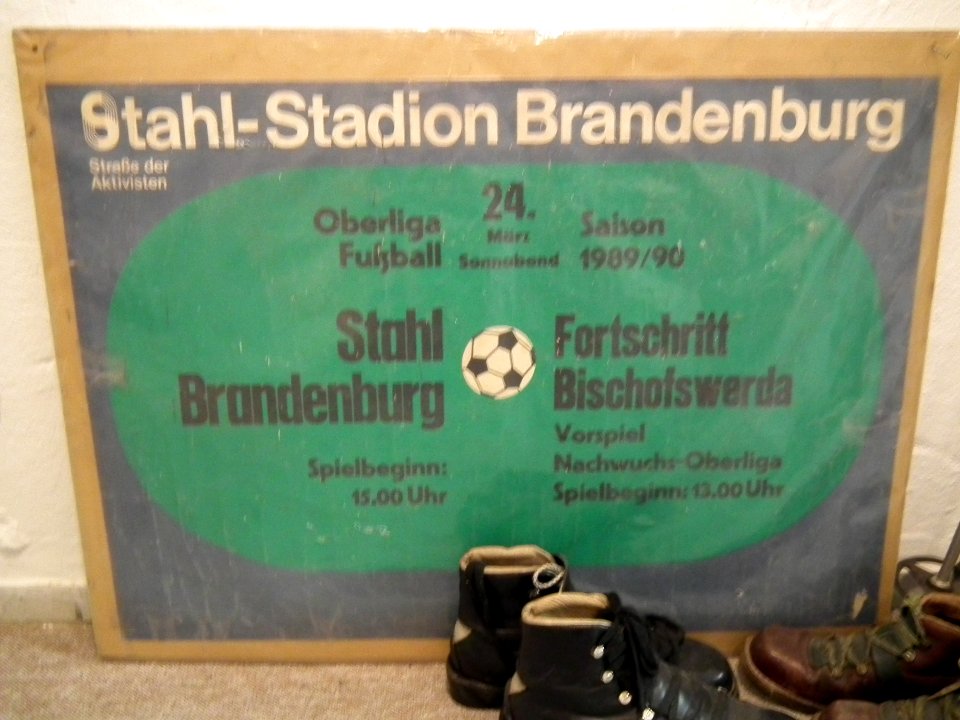 Stahl-Stadion Brandenburg
Straße der
Aktivisten
Oberliga
Fußball
24.
März
Sonnabend
Saison
1989/90
Stahl
Brandenburg
Fortschritt
Bischofswerda
Spielbeginn:
15.00 Uhr
Vorspiel
Nachwuchs-Oberliga
Spielbeginn: 13.00 Uhr